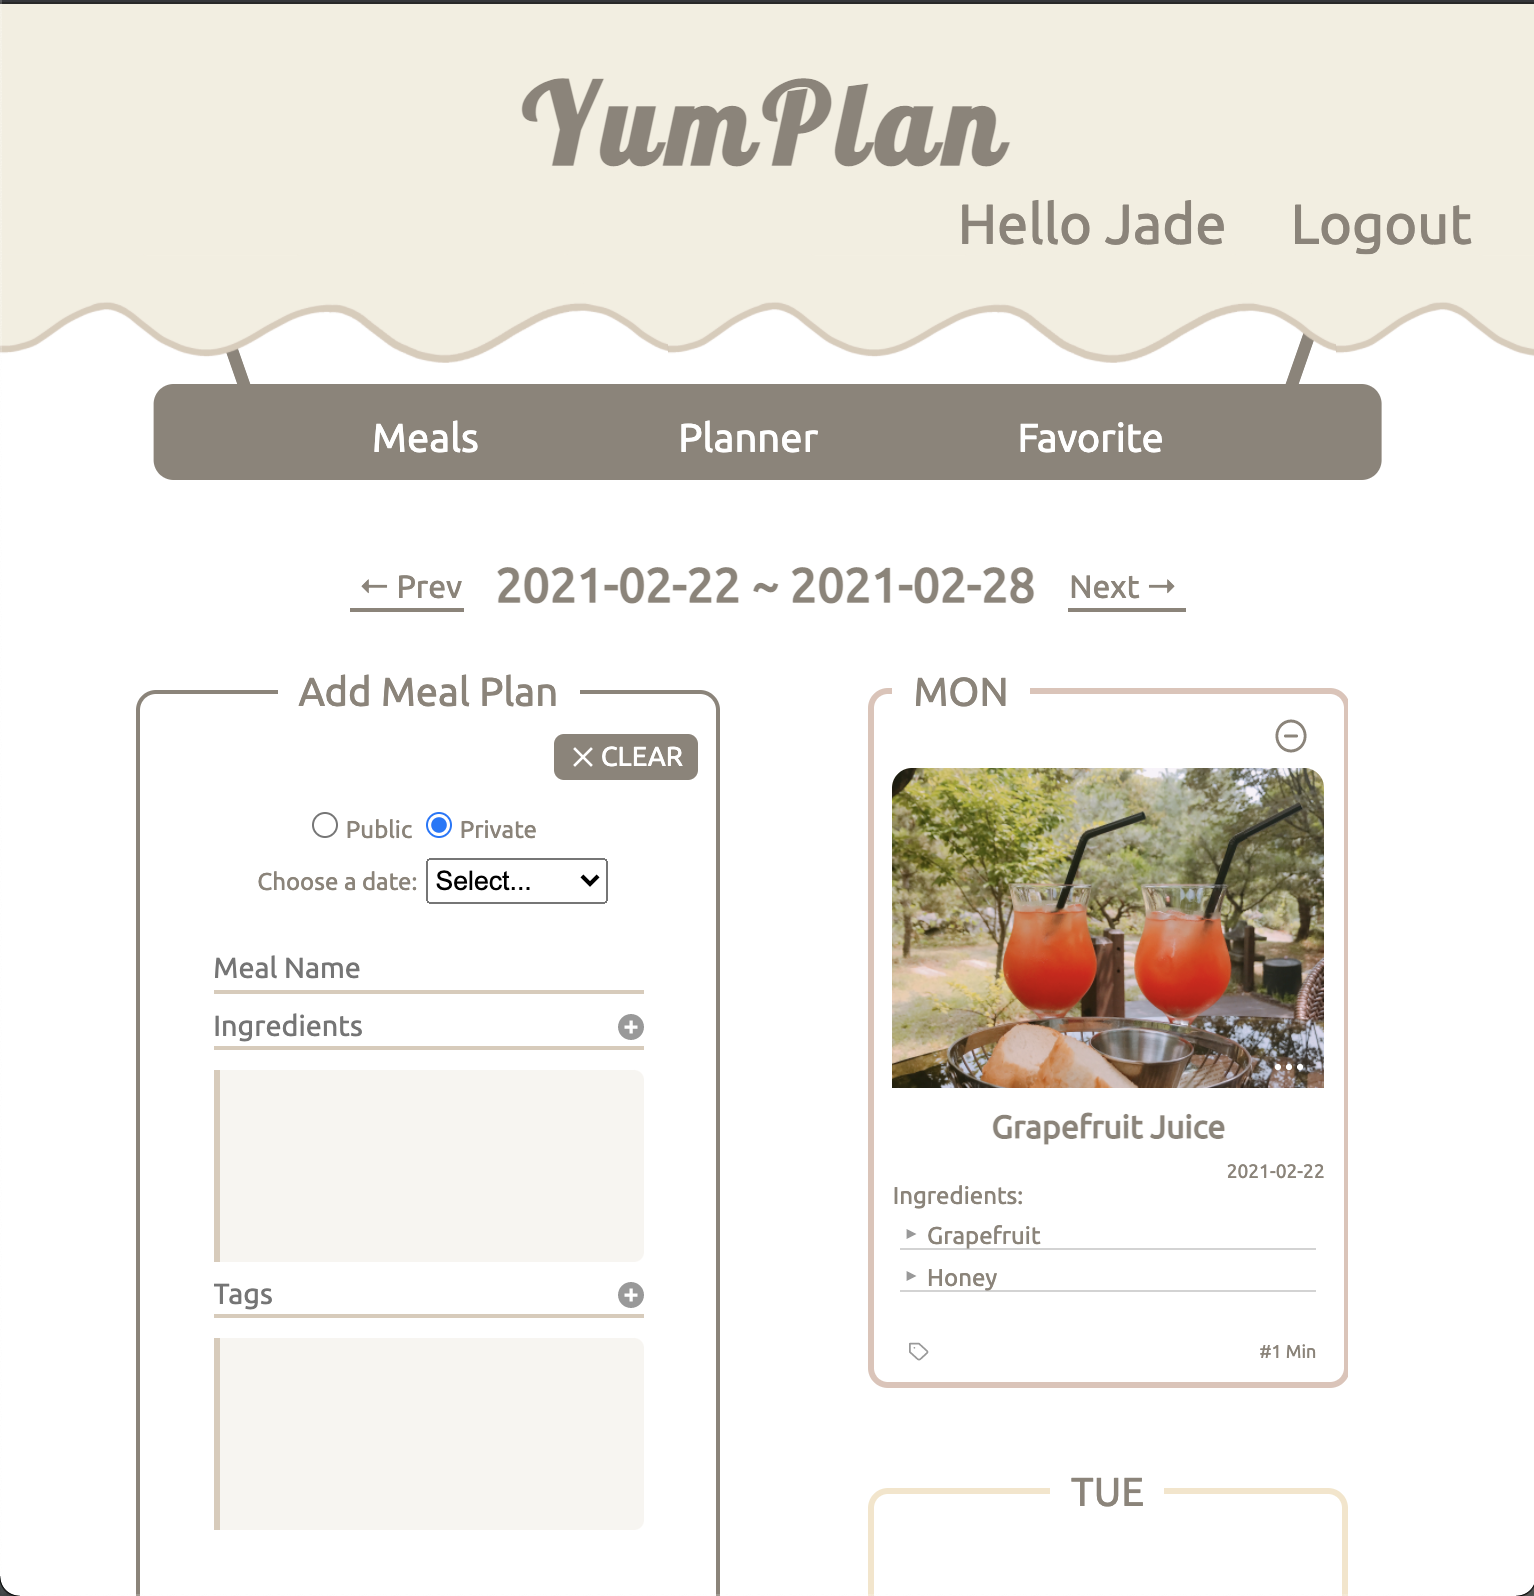 YumPlan
Hello Jade Logout
Meals Planner Favorite
← Prev 2021-02-22 ~ 2021-02-28 Next →
Add Meal Plan
CLEAR
Public Private
Choose a date: Select...
Meal Name
Ingredients
Tags
MON
Grapefruit Juice
2021-02-22
Ingredients:
Grapefruit
Honey
#1 Min
TUE